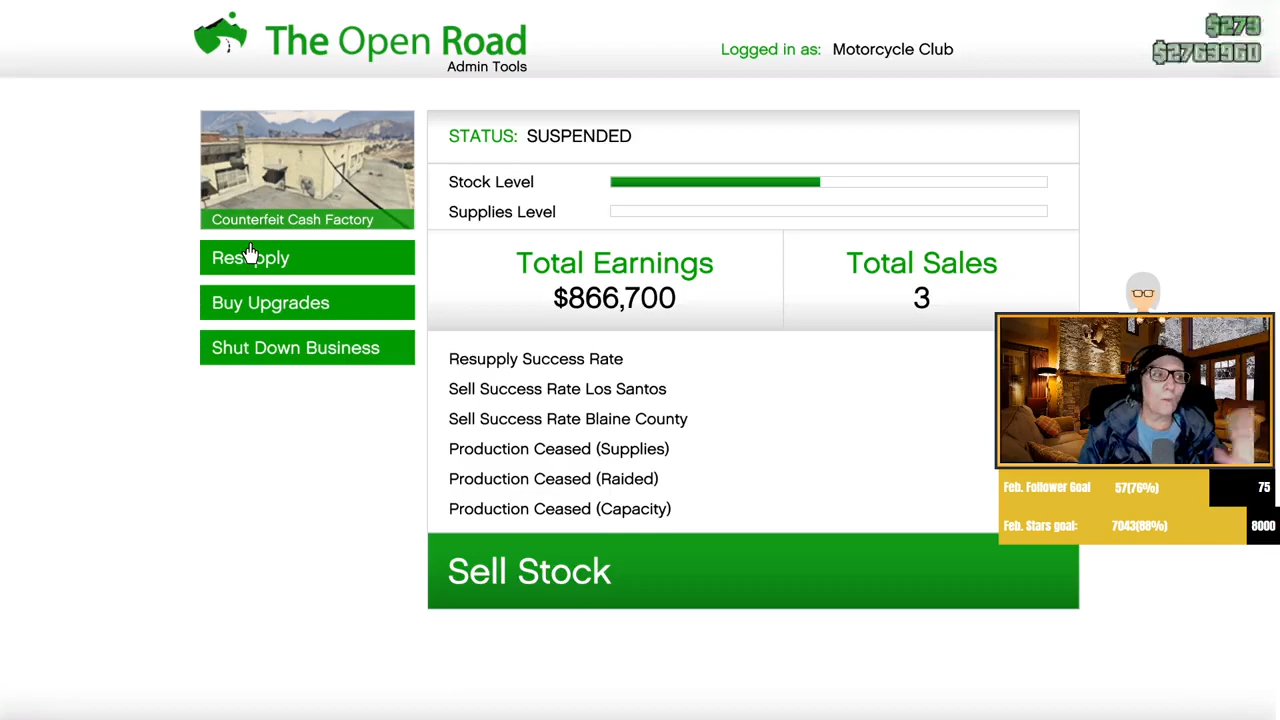 The Open Road
Admin Tools
Logged in as: Motorcycle Club
$279
$2763960
Counterfeit Cash Factory
Resupply
Buy Upgrades
Shut Down Business
STATUS: SUSPENDED
Stock Level
Supplies Level
Total Earnings
$866,700
Total Sales
3
Resupply Success Rate
Sell Success Rate Los Santos
Sell Success Rate Blaine County
Production Ceased (Supplies)
Production Ceased (Raided)
Production Ceased (Capacity)
Sell Stock
Feb. Follower Goal 57(76%) 75
Feb. Stars goal: 7043(88%) 8000